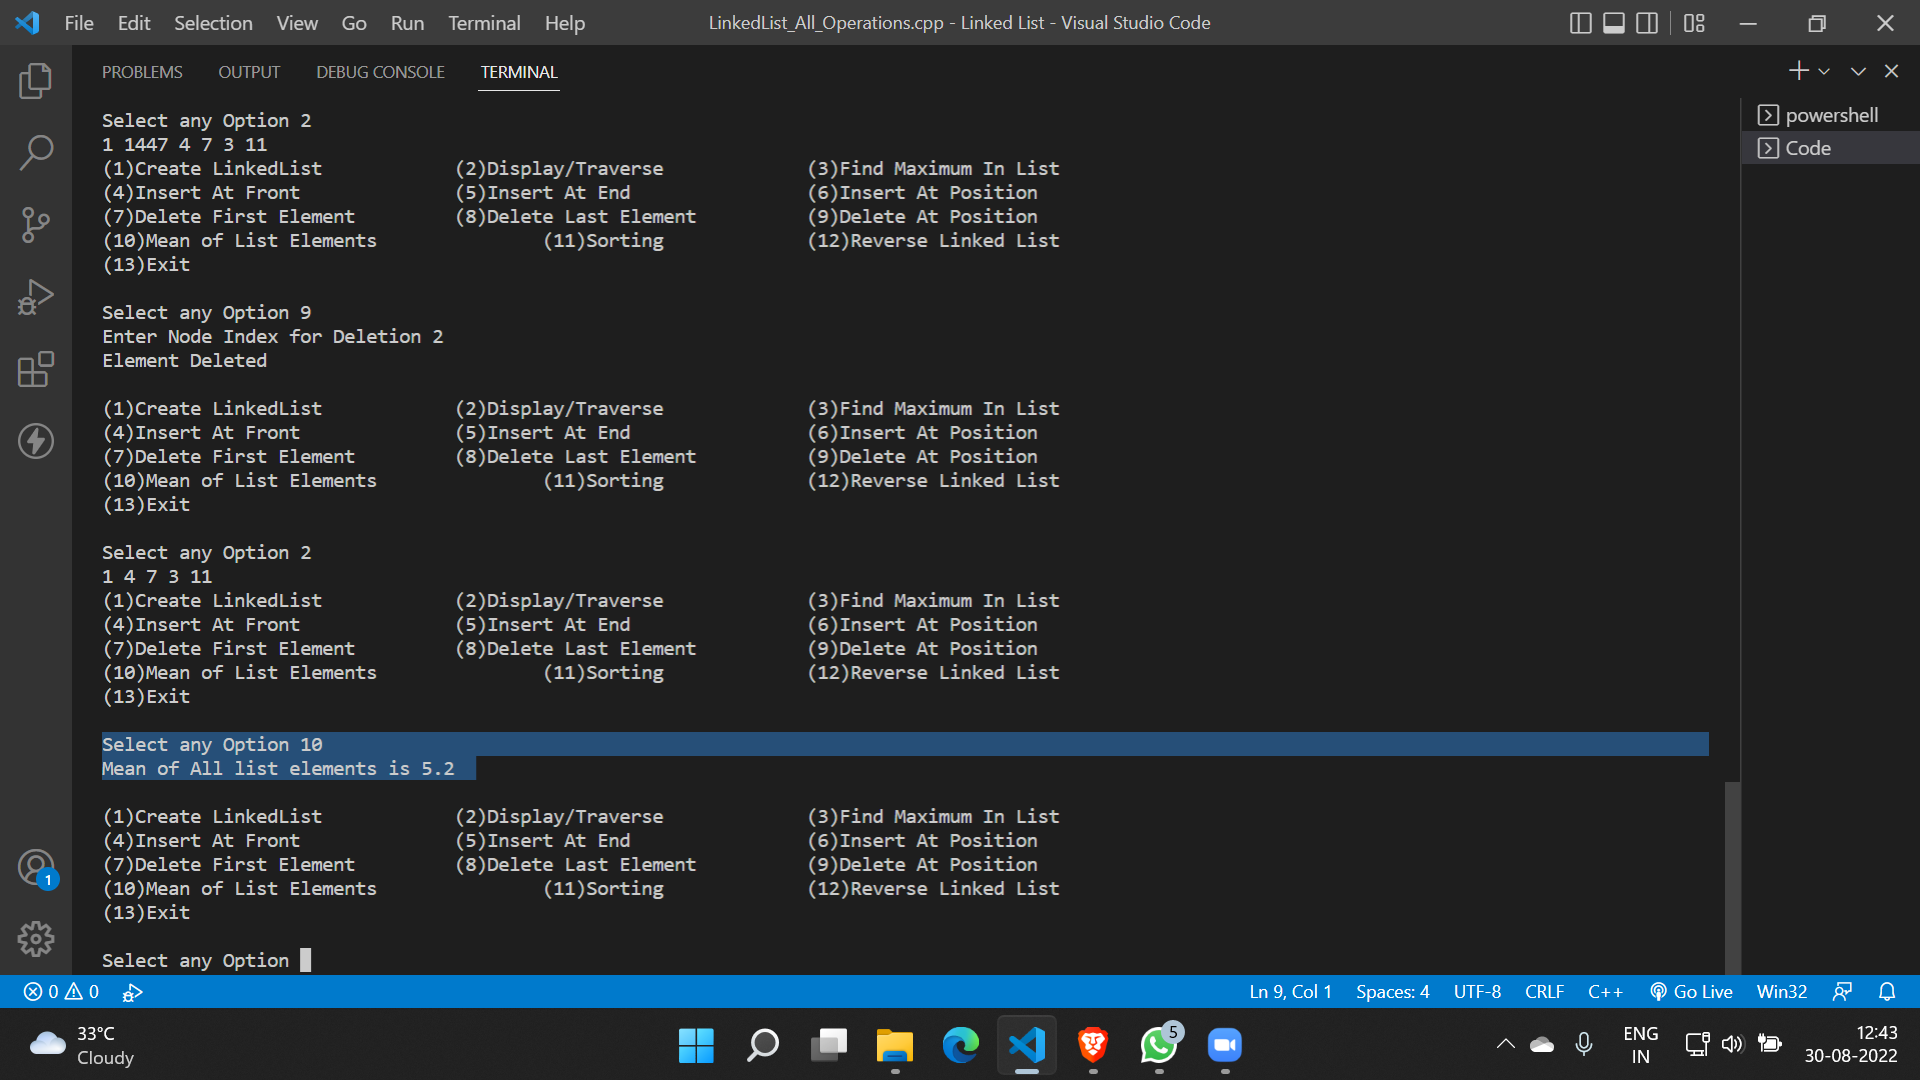 File Edit Selection View Go Run Terminal Help LinkedList_All_Operations.cpp - Linked List - Visual Studio Code
PROBLEMS OUTPUT DEBUG CONSOLE TERMINAL
powershell
Code
Select any Option 2
1 1447 4 7 3 11
(1)Create LinkedList (2)Display/Traverse (3)Find Maximum In List
(4)Insert At Front (5)Insert At End (6)Insert At Position
(7)Delete First Element (8)Delete Last Element (9)Delete At Position
(10)Mean of List Elements (11)Sorting (12)Reverse Linked List
(13)Exit
Select any Option 9
Enter Node Index for Deletion 2
Element Deleted
(1)Create LinkedList (2)Display/Traverse (3)Find Maximum In List
(4)Insert At Front (5)Insert At End (6)Insert At Position
(7)Delete First Element (8)Delete Last Element (9)Delete At Position
(10)Mean of List Elements (11)Sorting (12)Reverse Linked List
(13)Exit
Select any Option 2
1 4 7 3 11
(1)Create LinkedList (2)Display/Traverse (3)Find Maximum In List
(4)Insert At Front (5)Insert At End (6)Insert At Position
(7)Delete First Element (8)Delete Last Element (9)Delete At Position
(10)Mean of List Elements (11)Sorting (12)Reverse Linked List
(13)Exit
Select any Option 10
Mean of All list elements is 5.2
(1)Create LinkedList (2)Display/Traverse (3)Find Maximum In List
(4)Insert At Front (5)Insert At End (6)Insert At Position
(7)Delete First Element (8)Delete Last Element (9)Delete At Position
(10)Mean of List Elements (11)Sorting (12)Reverse Linked List
(13)Exit
Select any Option
1
0 0 Ln 9, Col 1 Spaces: 4 UTF-8 CRLF C++ Go Live Win32
33°C
Cloudy
5
ENG
IN
12:43
30-08-2022